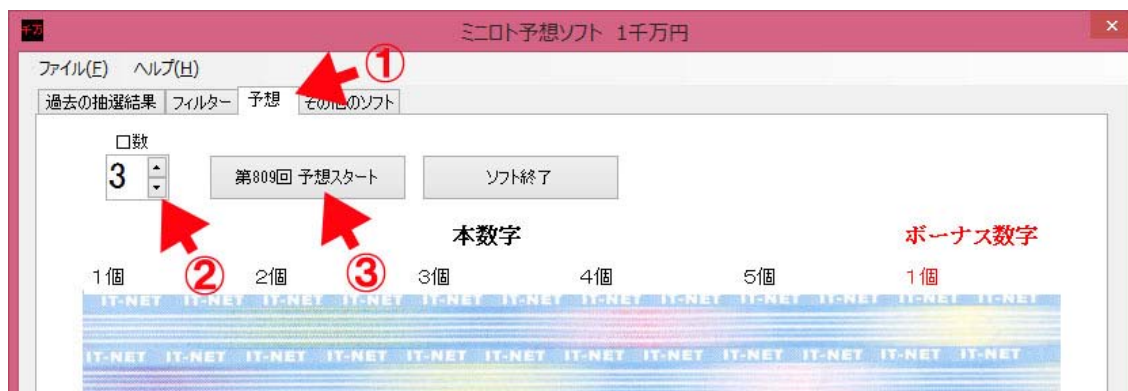 千万 ミニロト予想ソフト 1千万円 ×
ファイル(F) ヘルプ(H) ①
過去の抽選結果 フィルター 予想 その他のソフト
口数
3 第809回 予想スタート ソフト終了
本数字 ボーナス数字
② ③
1個 2個 3個 4個 5個 1個
IT-NET IT-NET IT-NET IT-NET IT-NET IT-NET IT-NET IT-NET IT-NET IT-NET IT-NET IT-NET
IT-NET IT-NET IT-NET IT-NET IT-NET IT-NET IT-NET IT-NET IT-NET IT-NET IT-NET IT-NET